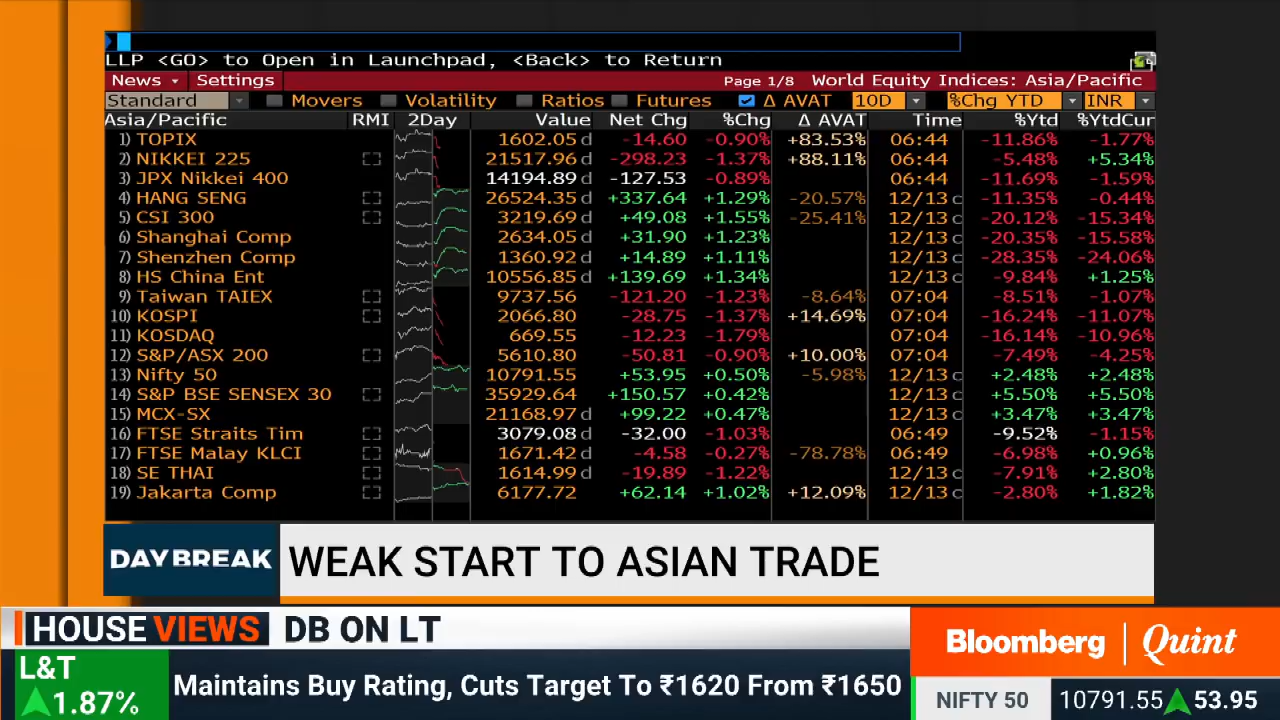 LLP <GO> to Open in Launchpad, <Back> to Return
News Settings Page 1/8 World Equity Indices: Asia/Pacific
Standard Movers Volatility Ratios Futures Δ AVAT 10D %Chg YTD INR
Asia/Pacific RMI 2Day Value Net Chg %Chg Δ AVAT Time %Ytd %YtdCur
1) TOPIX 1602.05 d -14.60 -0.90% +83.53% 06:44 -11.86% -1.77%
2) NIKKEI 225 21517.96 d -298.23 -1.37% +88.11% 06:44 -5.48% +5.34%
3) JPX Nikkei 400 14194.89 d -127.53 -0.89% 06:44 -11.69% -1.59%
4) HANG SENG 26524.35 d +337.64 +1.29% -20.57% 12/13 c -11.35% -0.44%
5) CSI 300 3219.69 d +49.08 +1.55% -25.41% 12/13 c -20.12% -15.34%
6) Shanghai Comp 2634.05 d +31.90 +1.23% 12/13 c -20.35% -15.58%
7) Shenzhen Comp 1360.92 d +14.89 +1.11% 12/13 c -28.35% -24.06%
8) HS China Ent 10556.85 d +139.69 +1.34% 12/13 c -9.84% +1.25%
9) Taiwan TAIEX 9737.56 -121.20 -1.23% -8.64% 07:04 -8.51% -1.07%
10) KOSPI 2066.80 -28.75 -1.37% +14.69% 07:04 -16.24% -11.07%
11) KOSDAQ 669.55 -12.23 -1.79% 07:04 -16.14% -10.96%
12) S&P/ASX 200 5610.80 -50.81 -0.90% +10.00% 07:04 -7.49% -4.25%
13) Nifty 50 10791.55 +53.95 +0.50% -5.98% 12/13 c +2.48% +2.48%
14) S&P BSE SENSEX 30 35929.64 +150.57 +0.42% 12/13 c +5.50% +5.50%
15) MCX-SX 21168.97 d +99.22 +0.47% 12/13 c +3.47% +3.47%
16) FTSE Straits Tim 3079.08 d -32.00 -1.03% 06:49 -9.52% -1.15%
17) FTSE Malay KLCI 1671.42 d -4.58 -0.27% -78.78% 06:49 -6.98% +0.96%
18) SE THAI 1614.99 d -19.89 -1.22% 12/13 c -7.91% +2.80%
19) Jakarta Comp 6177.72 +62.14 +1.02% +12.09% 12/13 c -2.80% +1.82%
DAYBREAK WEAK START TO ASIAN TRADE
HOUSE VIEWS DB ON LT
Bloomberg | Quint
L&T
1.87%
Maintains Buy Rating, Cuts Target To ₹1620 From ₹1650
NIFTY 50 10791.55 53.95